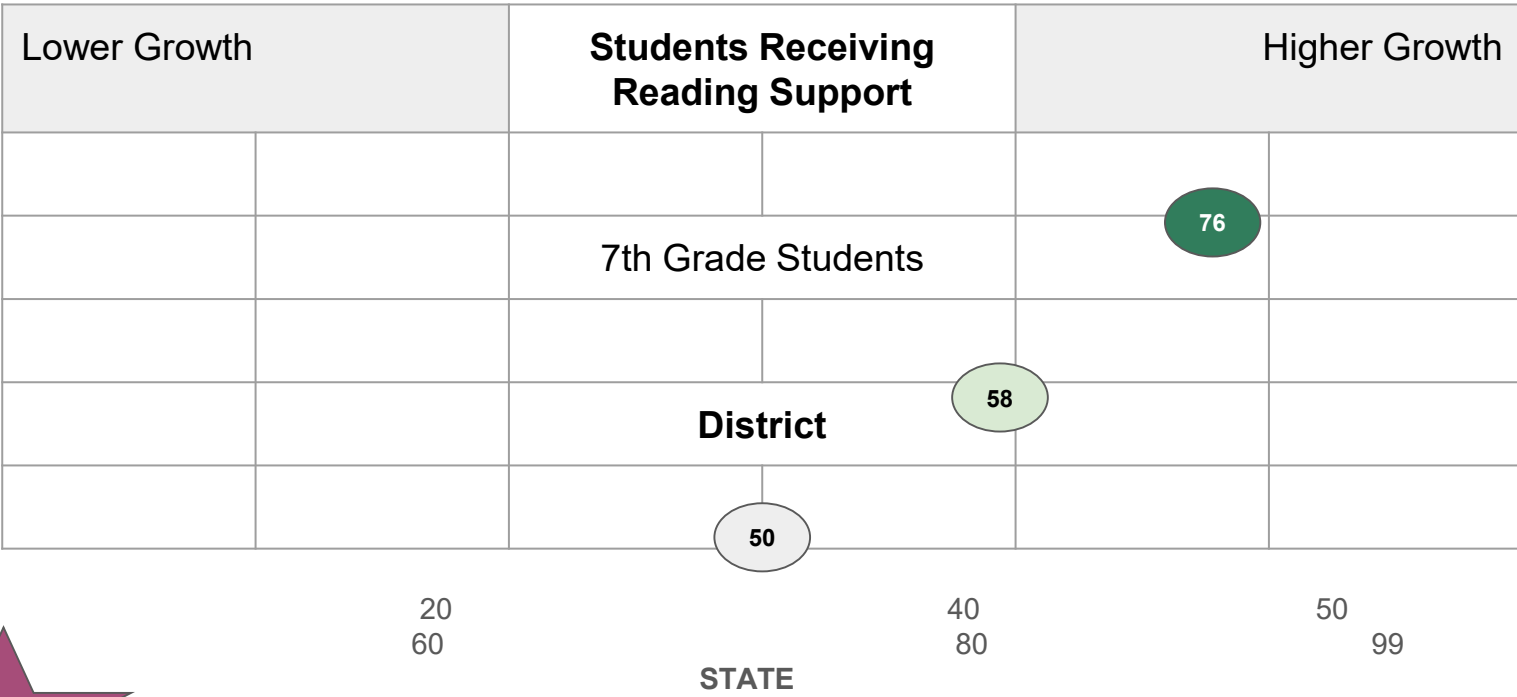 Lower Growth
Students Receiving
Reading Support
Higher Growth
76
7th Grade Students
58
District
50
20 40 50
60 80 99
STATE